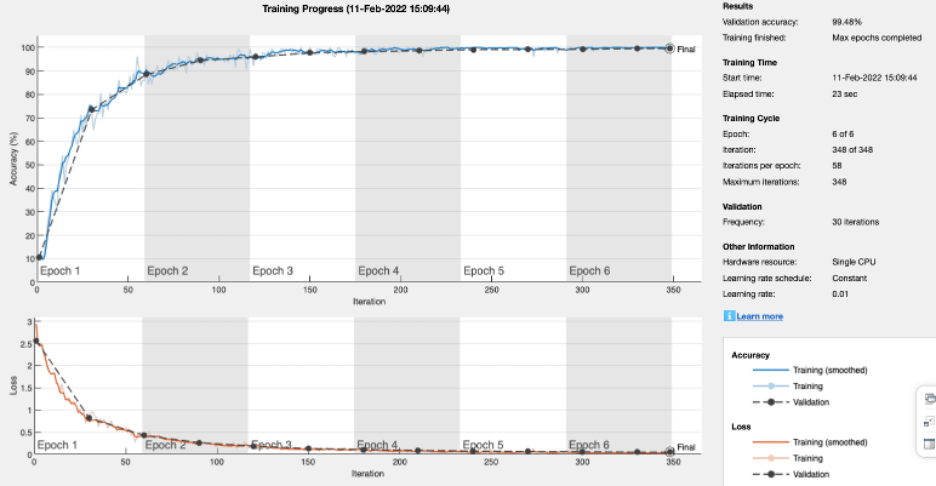 Training Progress (11-Feb-2022 15:09:44)
100
90
80
70
60
50
40
30
20
10
0
Accuracy (%)
Final
Epoch 1
Epoch 2
Epoch 3
Epoch 4
Epoch 5
Epoch 6
0
50
100
150
200
250
300
350
Iteration
3
2.5
2
1.5
1
0.5
0
Loss
Final
Epoch 1
Epoch 2
Epoch 3
Epoch 4
Epoch 5
Epoch 6
0
50
100
150
200
250
300
350
Iteration
Results
Validation accuracy: 99.48%
Training finished: Max epochs completed
Training Time
Start time: 11-Feb-2022 15:09:44
Elapsed time: 23 sec
Training Cycle
Epoch: 6 of 6
Iteration: 348 of 348
Iterations per epoch: 58
Maximum iterations: 348
Validation
Frequency: 30 iterations
Other Information
Hardware resource: Single CPU
Learning rate schedule: Constant
Learning rate: 0.01
i Learn more
Accuracy
Training (smoothed)
Training
Validation
Loss
Training (smoothed)
Training
Validation